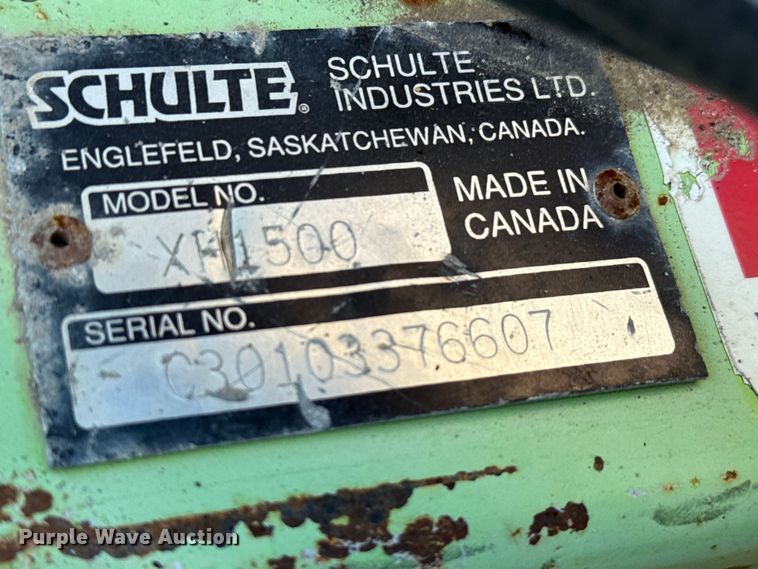 SCHULTE®
SCHULTE
INDUSTRIES LTD.
ENGLEFELD, SASKATCHEWAN, CANADA.
MODEL NO.
XH1500
MADE IN
CANADA
SERIAL NO.
C30103376607
Purple Wave Auction